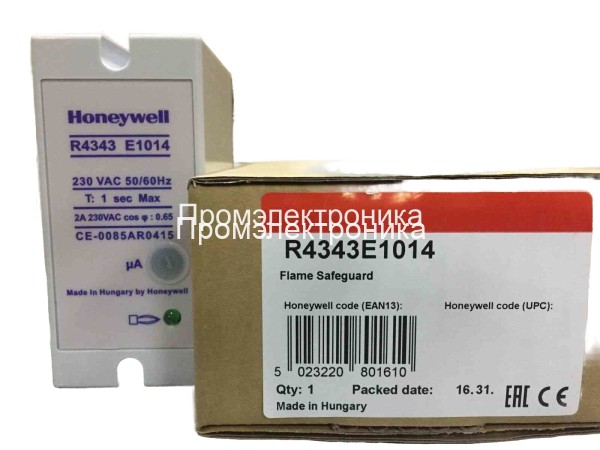 Honeywell
R4343 E1014
230 VAC 50/60Hz
T: 1 sec Max
2A 230VAC cos φ : 0.65
CE-0085AR0415
µA
Made in Hungary by Honeywell
Промэлектроника
Промэлектроника
R4343E1014
Flame Safeguard
Honeywell code (EAN13):
Honeywell code (UPC):
5 023220 801610
Qty: 1 Packed date: 16.31.
Made in Hungary
EAC CE